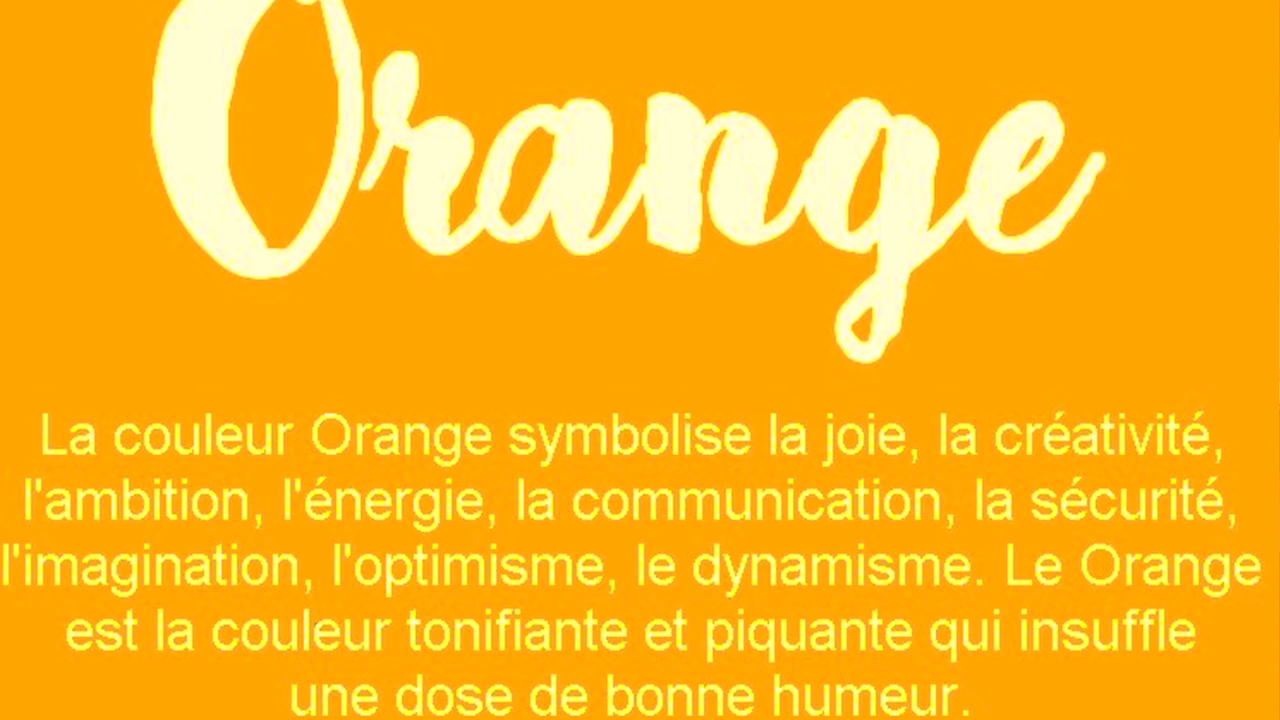 Orange
La couleur Orange symbolise la joie, la créativité,
l'ambition, l'énergie, la communication, la sécurité,
l'imagination, l'optimisme, le dynamisme. Le Orange
est la couleur tonifiante et piquante qui insuffle
une dose de bonne humeur.